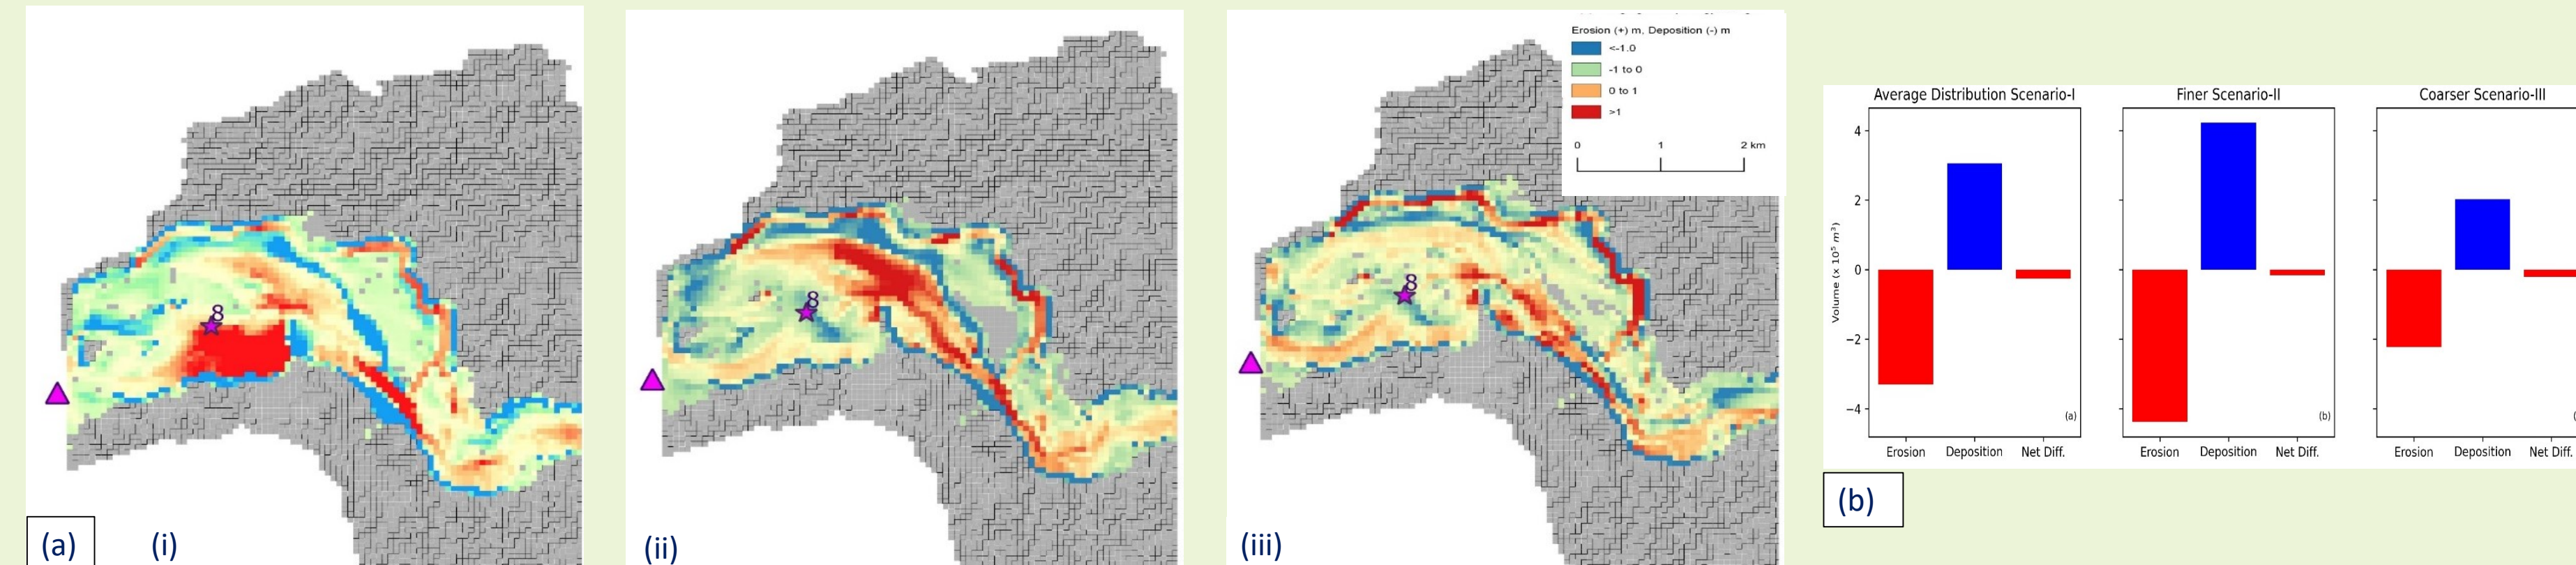 8
(a)
(i)
8
(ii)
Erosion (+) m, Deposition (-) m
<-1.0
-1 to 0
0 to 1
>1
0 1 2 km
8
(iii)
Average Distribution Scenario-I
Finer Scenario-II
Coarser Scenario-III
Volume (x 10⁵ m³)
4
2
0
−2
−4
(a)
(b)
Erosion Deposition Net Diff.
Erosion Deposition Net Diff.
Erosion Deposition Net Diff.
(b)